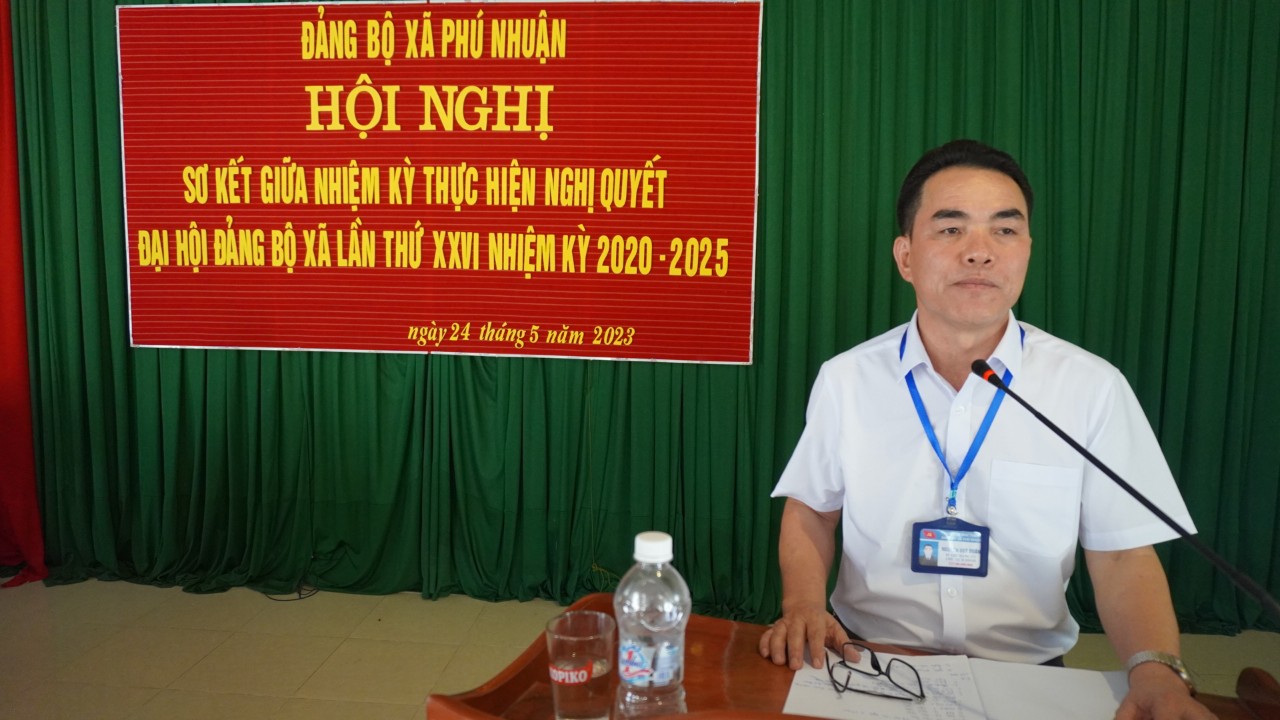 ĐẢNG BỘ XÃ PHÚ NHUẬN
HỘI NGHỊ
SƠ KẾT GIỮA NHIỆM KỲ THỰC HIỆN NGHỊ QUYẾT
ĐẠI HỘI ĐẢNG BỘ XÃ LẦN THỨ XXVI NHIỆM KỲ 2020 - 2025
ngày 24 tháng 5 năm 2023
OPIKO